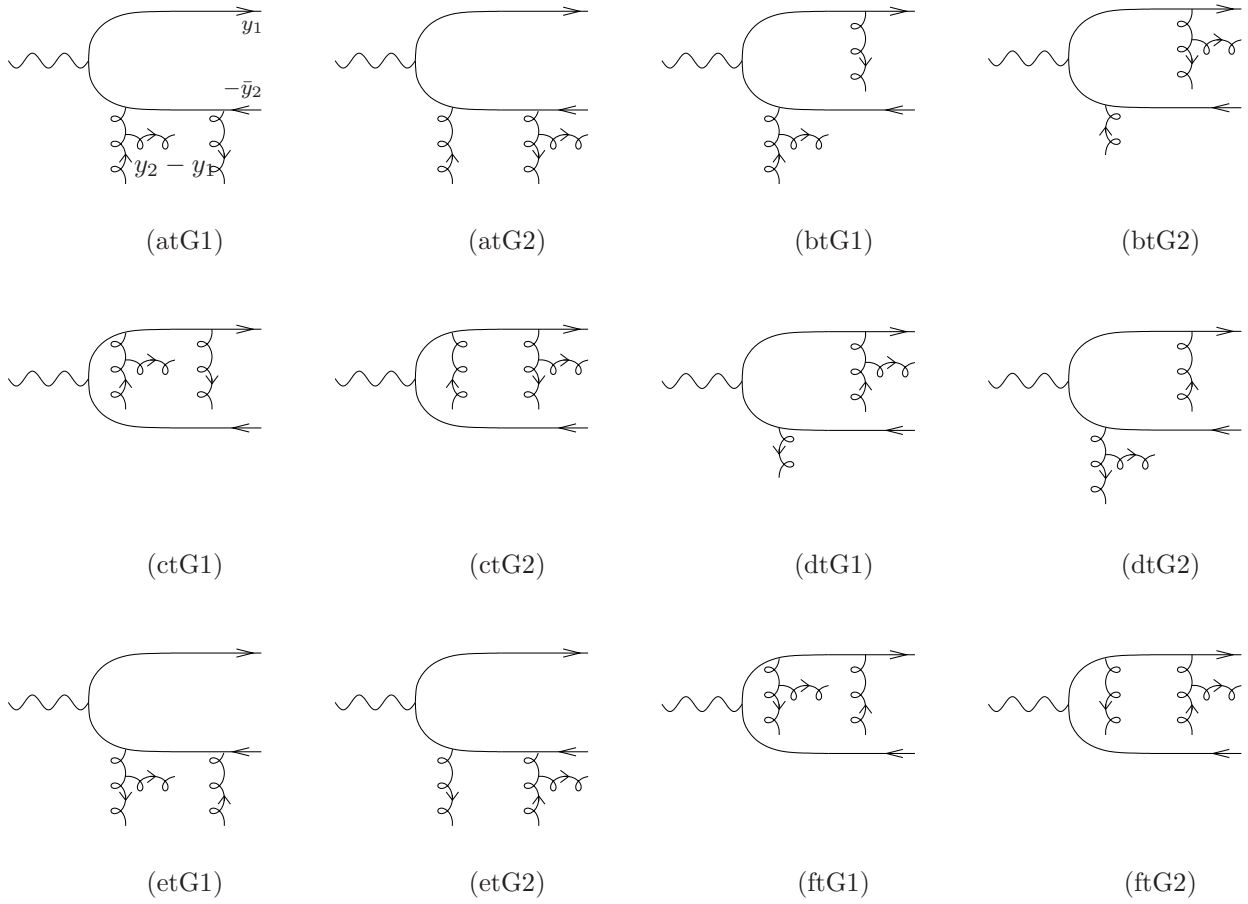 y₁
−ȳ₂
y₂ − y₁
(atG1) (atG2) (btG1) (btG2)
(ctG1) (ctG2) (dtG1) (dtG2)
(etG1) (etG2) (ftG1) (ftG2)